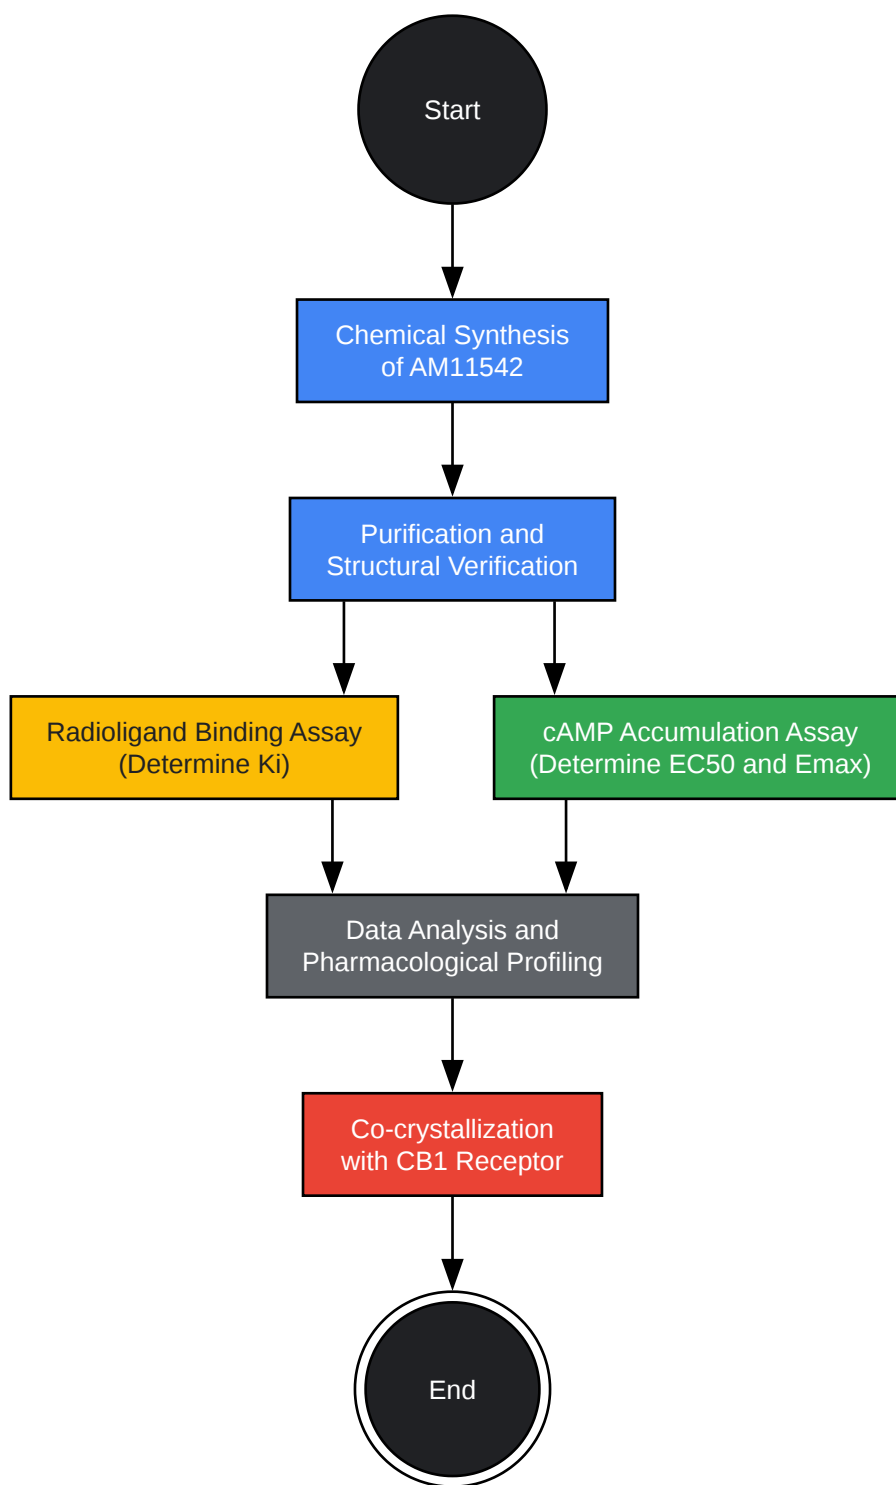 Start
Chemical Synthesis
of AM11542
Purification and
Structural Verification
Radioligand Binding Assay
(Determine Ki)
cAMP Accumulation Assay
(Determine EC50 and Emax)
Data Analysis and
Pharmacological Profiling
Co-crystallization
with CB1 Receptor
End